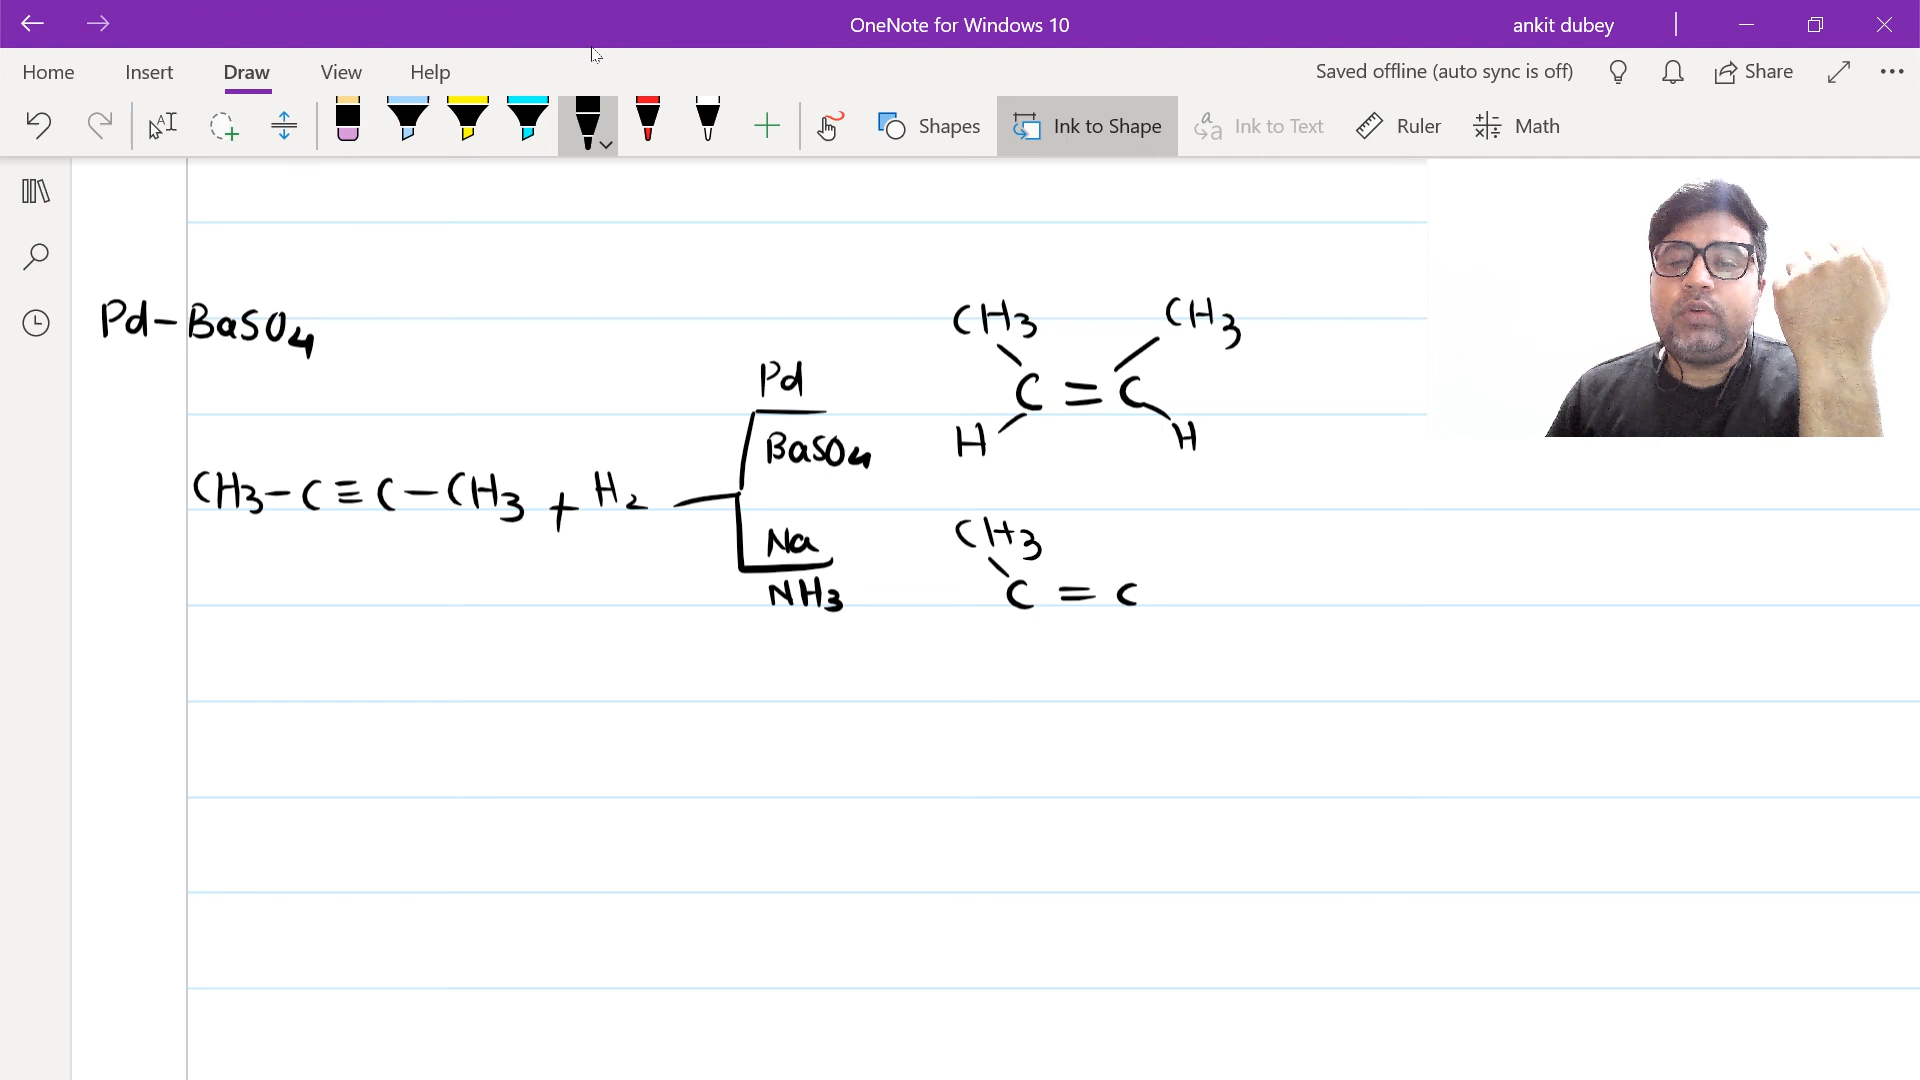 OneNote for Windows 10
ankit dubey
Home Insert Draw View Help
Saved offline (auto sync is off) Share
Shapes Ink to Shape Ink to Text Ruler Math
Pd-BaSO4
CH3 CH3
C = C
H H
Pd
BaSO4
CH3-C≡C-CH3 + H2
Na
NH3
CH3
C = C